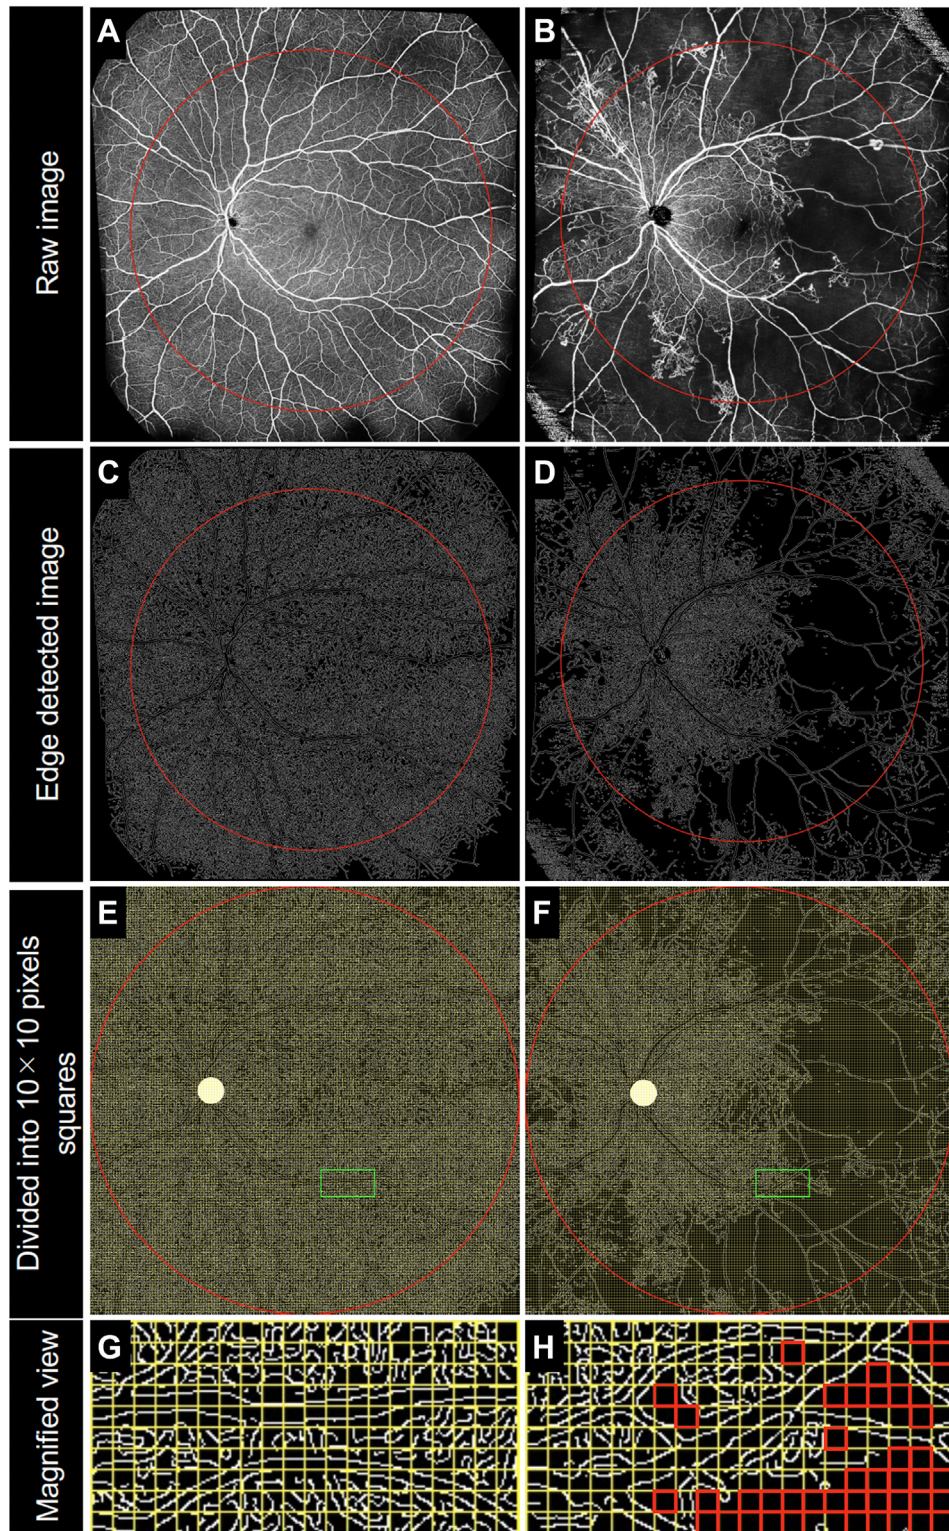 Raw image
A
B
Edge detected image
C
D
Divided into 10×10 pixels
squares
E
F
Magnified view
G
H